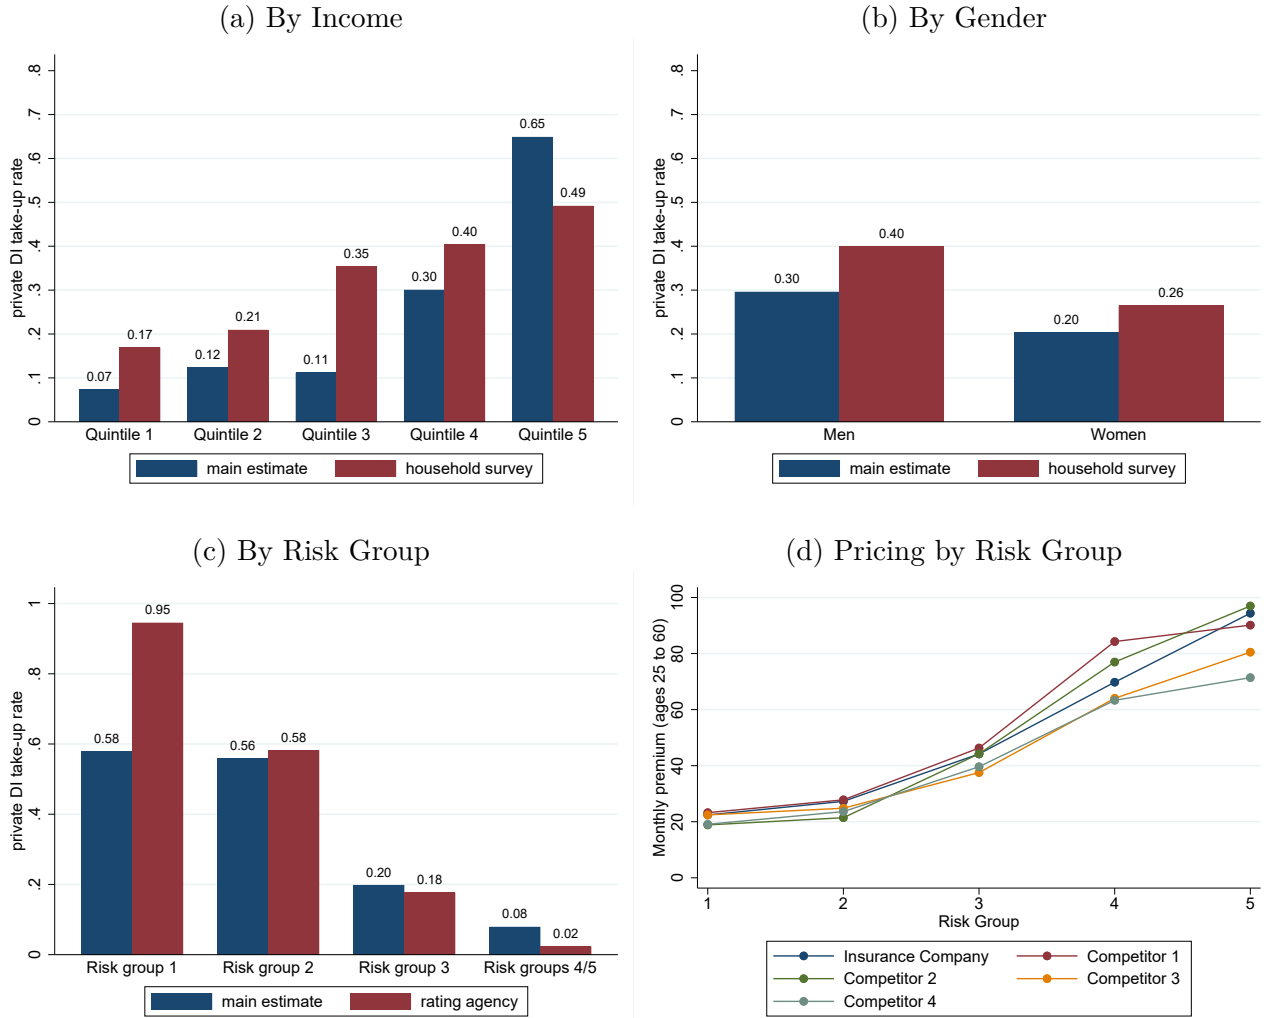 (a) By Income
private DI take-up rate
.8
.7
.6
.5
.4
.3
.2
.1
0
0.07
0.17
0.12
0.21
0.11
0.35
0.30
0.40
0.65
0.49
Quintile 1 Quintile 2 Quintile 3 Quintile 4 Quintile 5
main estimate household survey
(b) By Gender
private DI take-up rate
.8
.7
.6
.5
.4
.3
.2
.1
0
0.30
0.40
0.20
0.26
Men Women
main estimate household survey
(c) By Risk Group
private DI take-up rate
1
.8
.6
.4
.2
0
0.58
0.95
0.56
0.58
0.20
0.18
0.08
0.02
Risk group 1 Risk group 2 Risk group 3 Risk groups 4/5
main estimate rating agency
(d) Pricing by Risk Group
Monthly premium (ages 25 to 60)
100
80
60
40
20
0
1 2 3 4 5
Risk Group
Insurance Company Competitor 1
Competitor 2 Competitor 3
Competitor 4